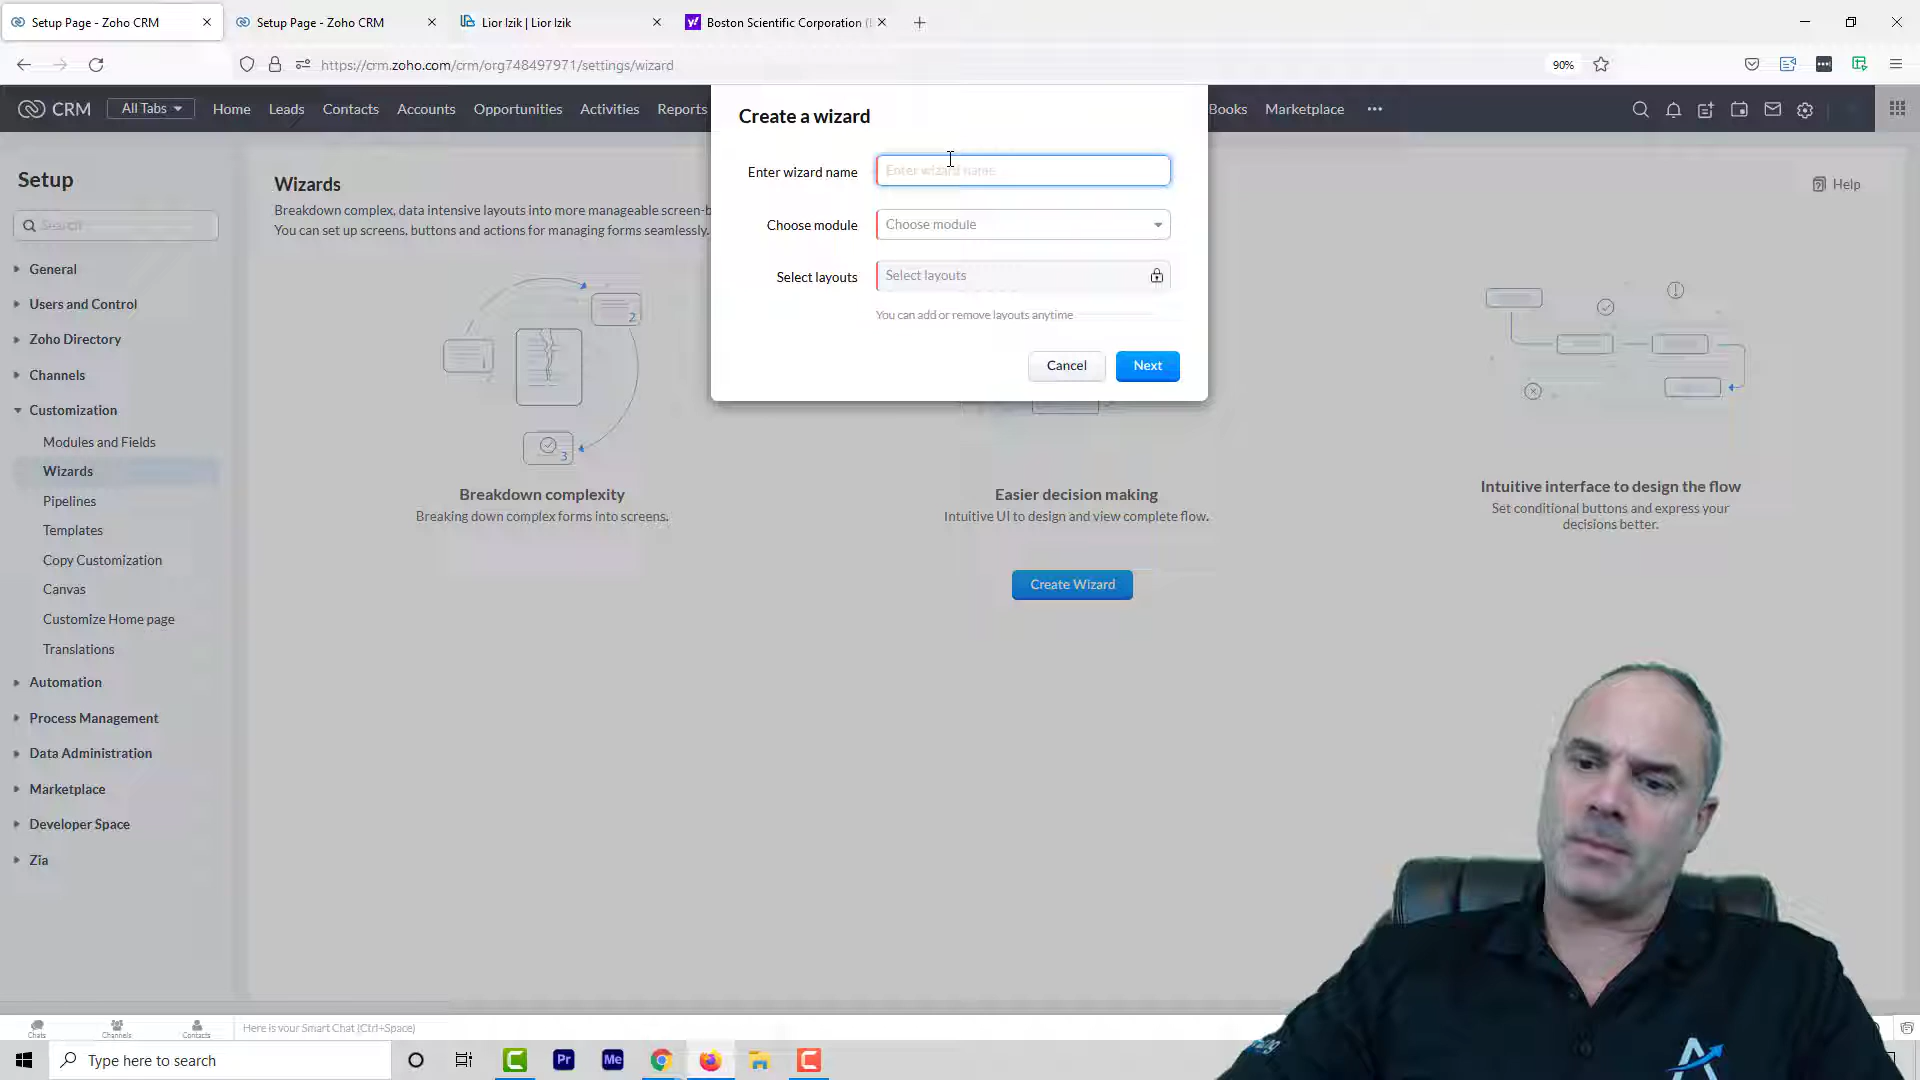 Setup Page - Zoho CRM
Setup Page - Zoho CRM
Lior Izik | Lior Izik
Boston Scientific Corporation (
https://crm.zoho.com/crm/org748497971/settings/wizard
90%
CRM
All Tabs
Home
Leads
Contacts
Accounts
Opportunities
Activities
Reports
Books
Marketplace
Setup
Search
General
Users and Control
Zoho Directory
Channels
Customization
Modules and Fields
Wizards
Pipelines
Templates
Copy Customization
Canvas
Customize Home page
Translations
Automation
Process Management
Data Administration
Marketplace
Developer Space
Zia
Wizards
Help
Breakdown complex, data intensive layouts into more manageable screen-b
You can set up screens, buttons and actions for managing forms seamlessly.
Create a wizard
Enter wizard name
Enter wizard name
Choose module
Choose module
Select layouts
Select layouts
You can add or remove layouts anytime
Cancel
Next
2
3
Breakdown complexity
Breaking down complex forms into screens.
Easier decision making
Intuitive UI to design and view complete flow.
Intuitive interface to design the flow
Set conditional buttons and express your
decisions better.
Create Wizard
Chats
Channels
Contacts
Here is your Smart Chat (Ctrl+Space)
Type here to search
Pr
Me